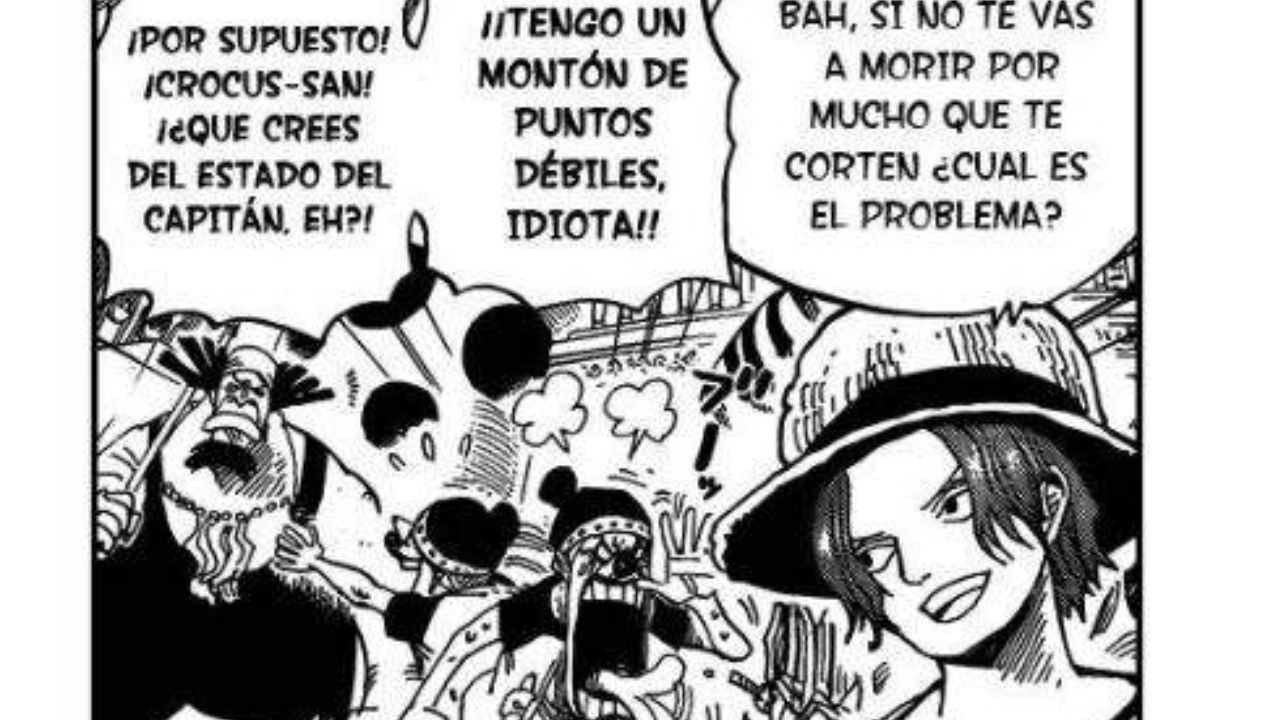 BAH, SI NO TE VAS
A MORIR POR
MUCHO QUE TE
CORTEN ¿CUAL ES
EL PROBLEMA?
¡¡TENGO UN
MONTÓN DE
PUNTOS
DÉBILES,
IDIOTA!!
¡POR SUPUESTO!
¡CROCUS-SAN!
¡¿QUE CREES
DEL ESTADO DEL
CAPITÁN, EH?!